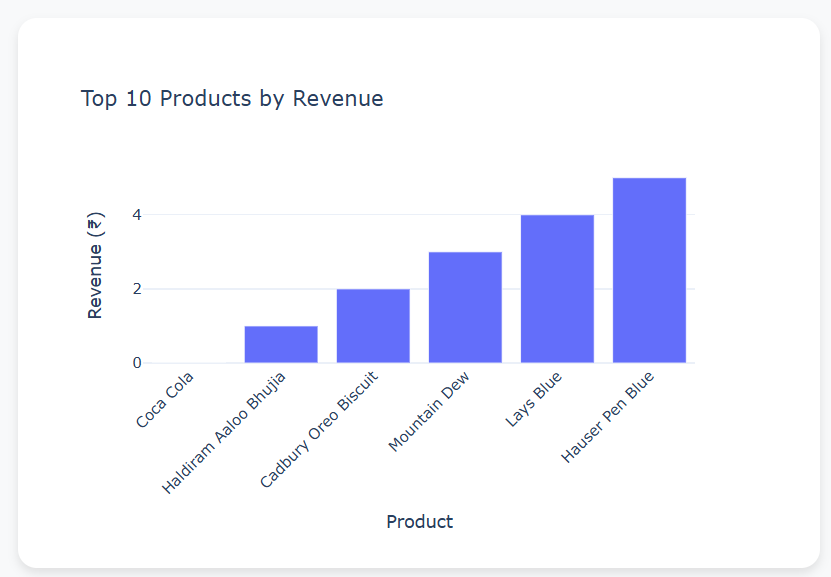 Top 10 Products by Revenue
Revenue (₹)
4
2
0
Coca Cola
Haldiram Aaloo Bhujia
Cadbury Oreo Biscuit
Mountain Dew
Lays Blue
Hauser Pen Blue
Product